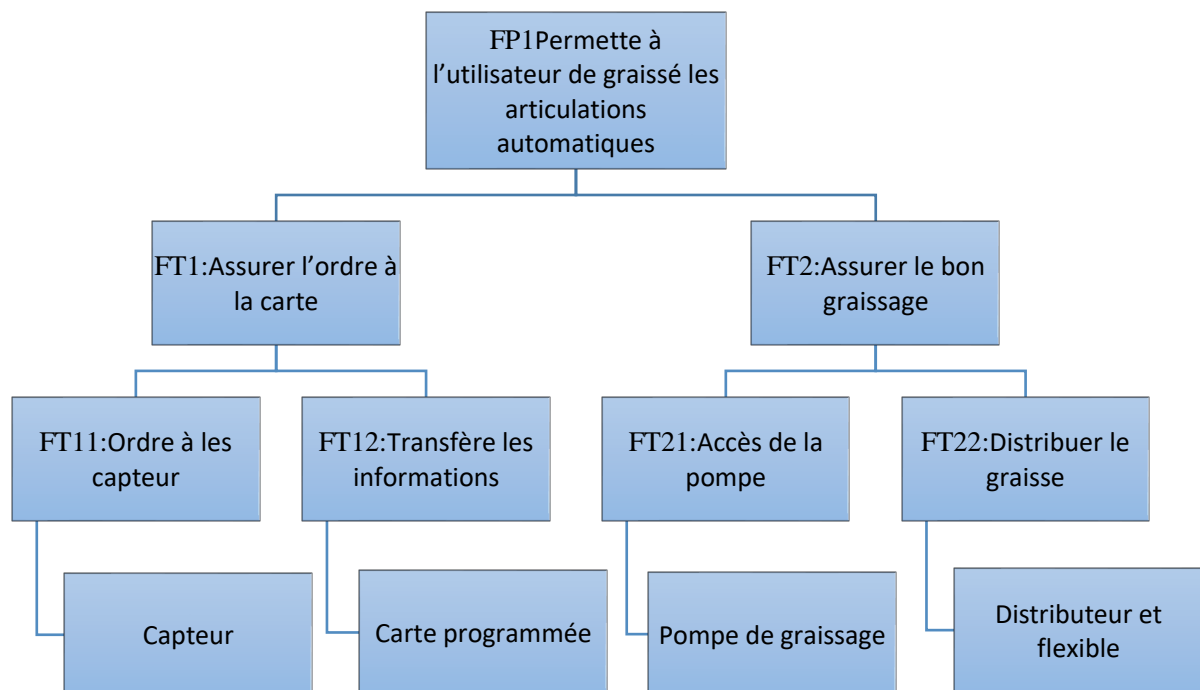 FP1Permette à
l’utilisateur de graissé les
articulations
automatiques
FT1:Assurer l’ordre à
la carte
FT2:Assurer le bon
graissage
FT11:Ordre à les
capteur
FT12:Transfère les
informations
FT21:Accès de la
pompe
FT22:Distribuer le
graisse
Capteur
Carte programmée
Pompe de graissage
Distributeur et
flexible